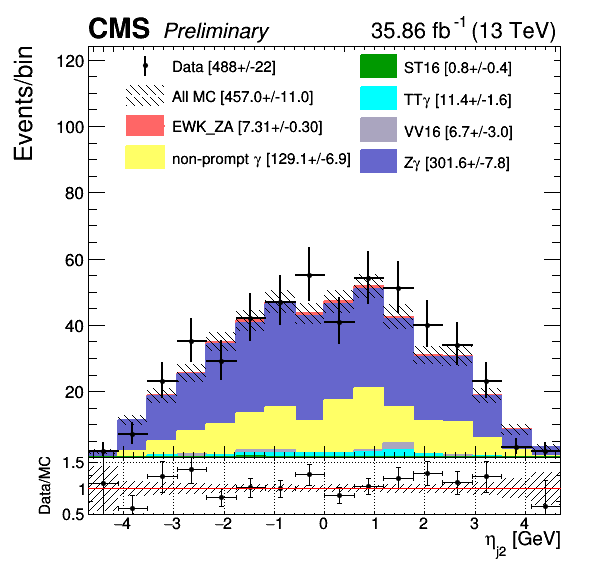 CMS Preliminary 35.86 fb⁻¹ (13 TeV)
Events/bin
120
100
80
60
40
20
Data [488+/-22]
All MC [457.0+/-11.0]
EWK_ZA [7.31+/-0.30]
non-prompt γ [129.1+/-6.9]
ST16 [0.8+/-0.4]
TTγ [11.4+/-1.6]
VV16 [6.7+/-3.0]
Zγ [301.6+/-7.8]
Data/MC
1.5
1
0.5
−4 −3 −2 −1 0 1 2 3 4
η_j2 [GeV]